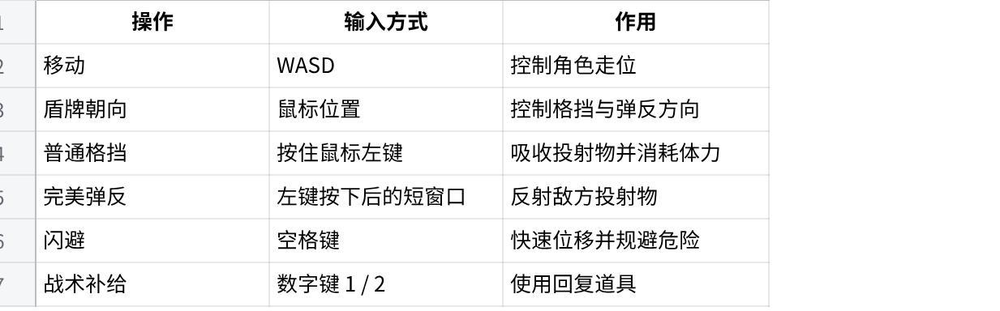 1 操作 输入方式 作用
2 移动 WASD 控制角色走位
3 盾牌朝向 鼠标位置 控制格挡与弹反方向
4 普通格挡 按住鼠标左键 吸收投射物并消耗体力
5 完美弹反 左键按下后的短窗口 反射敌方投射物
6 闪避 空格键 快速位移并规避危险
7 战术补给 数字键 1 / 2 使用回复道具